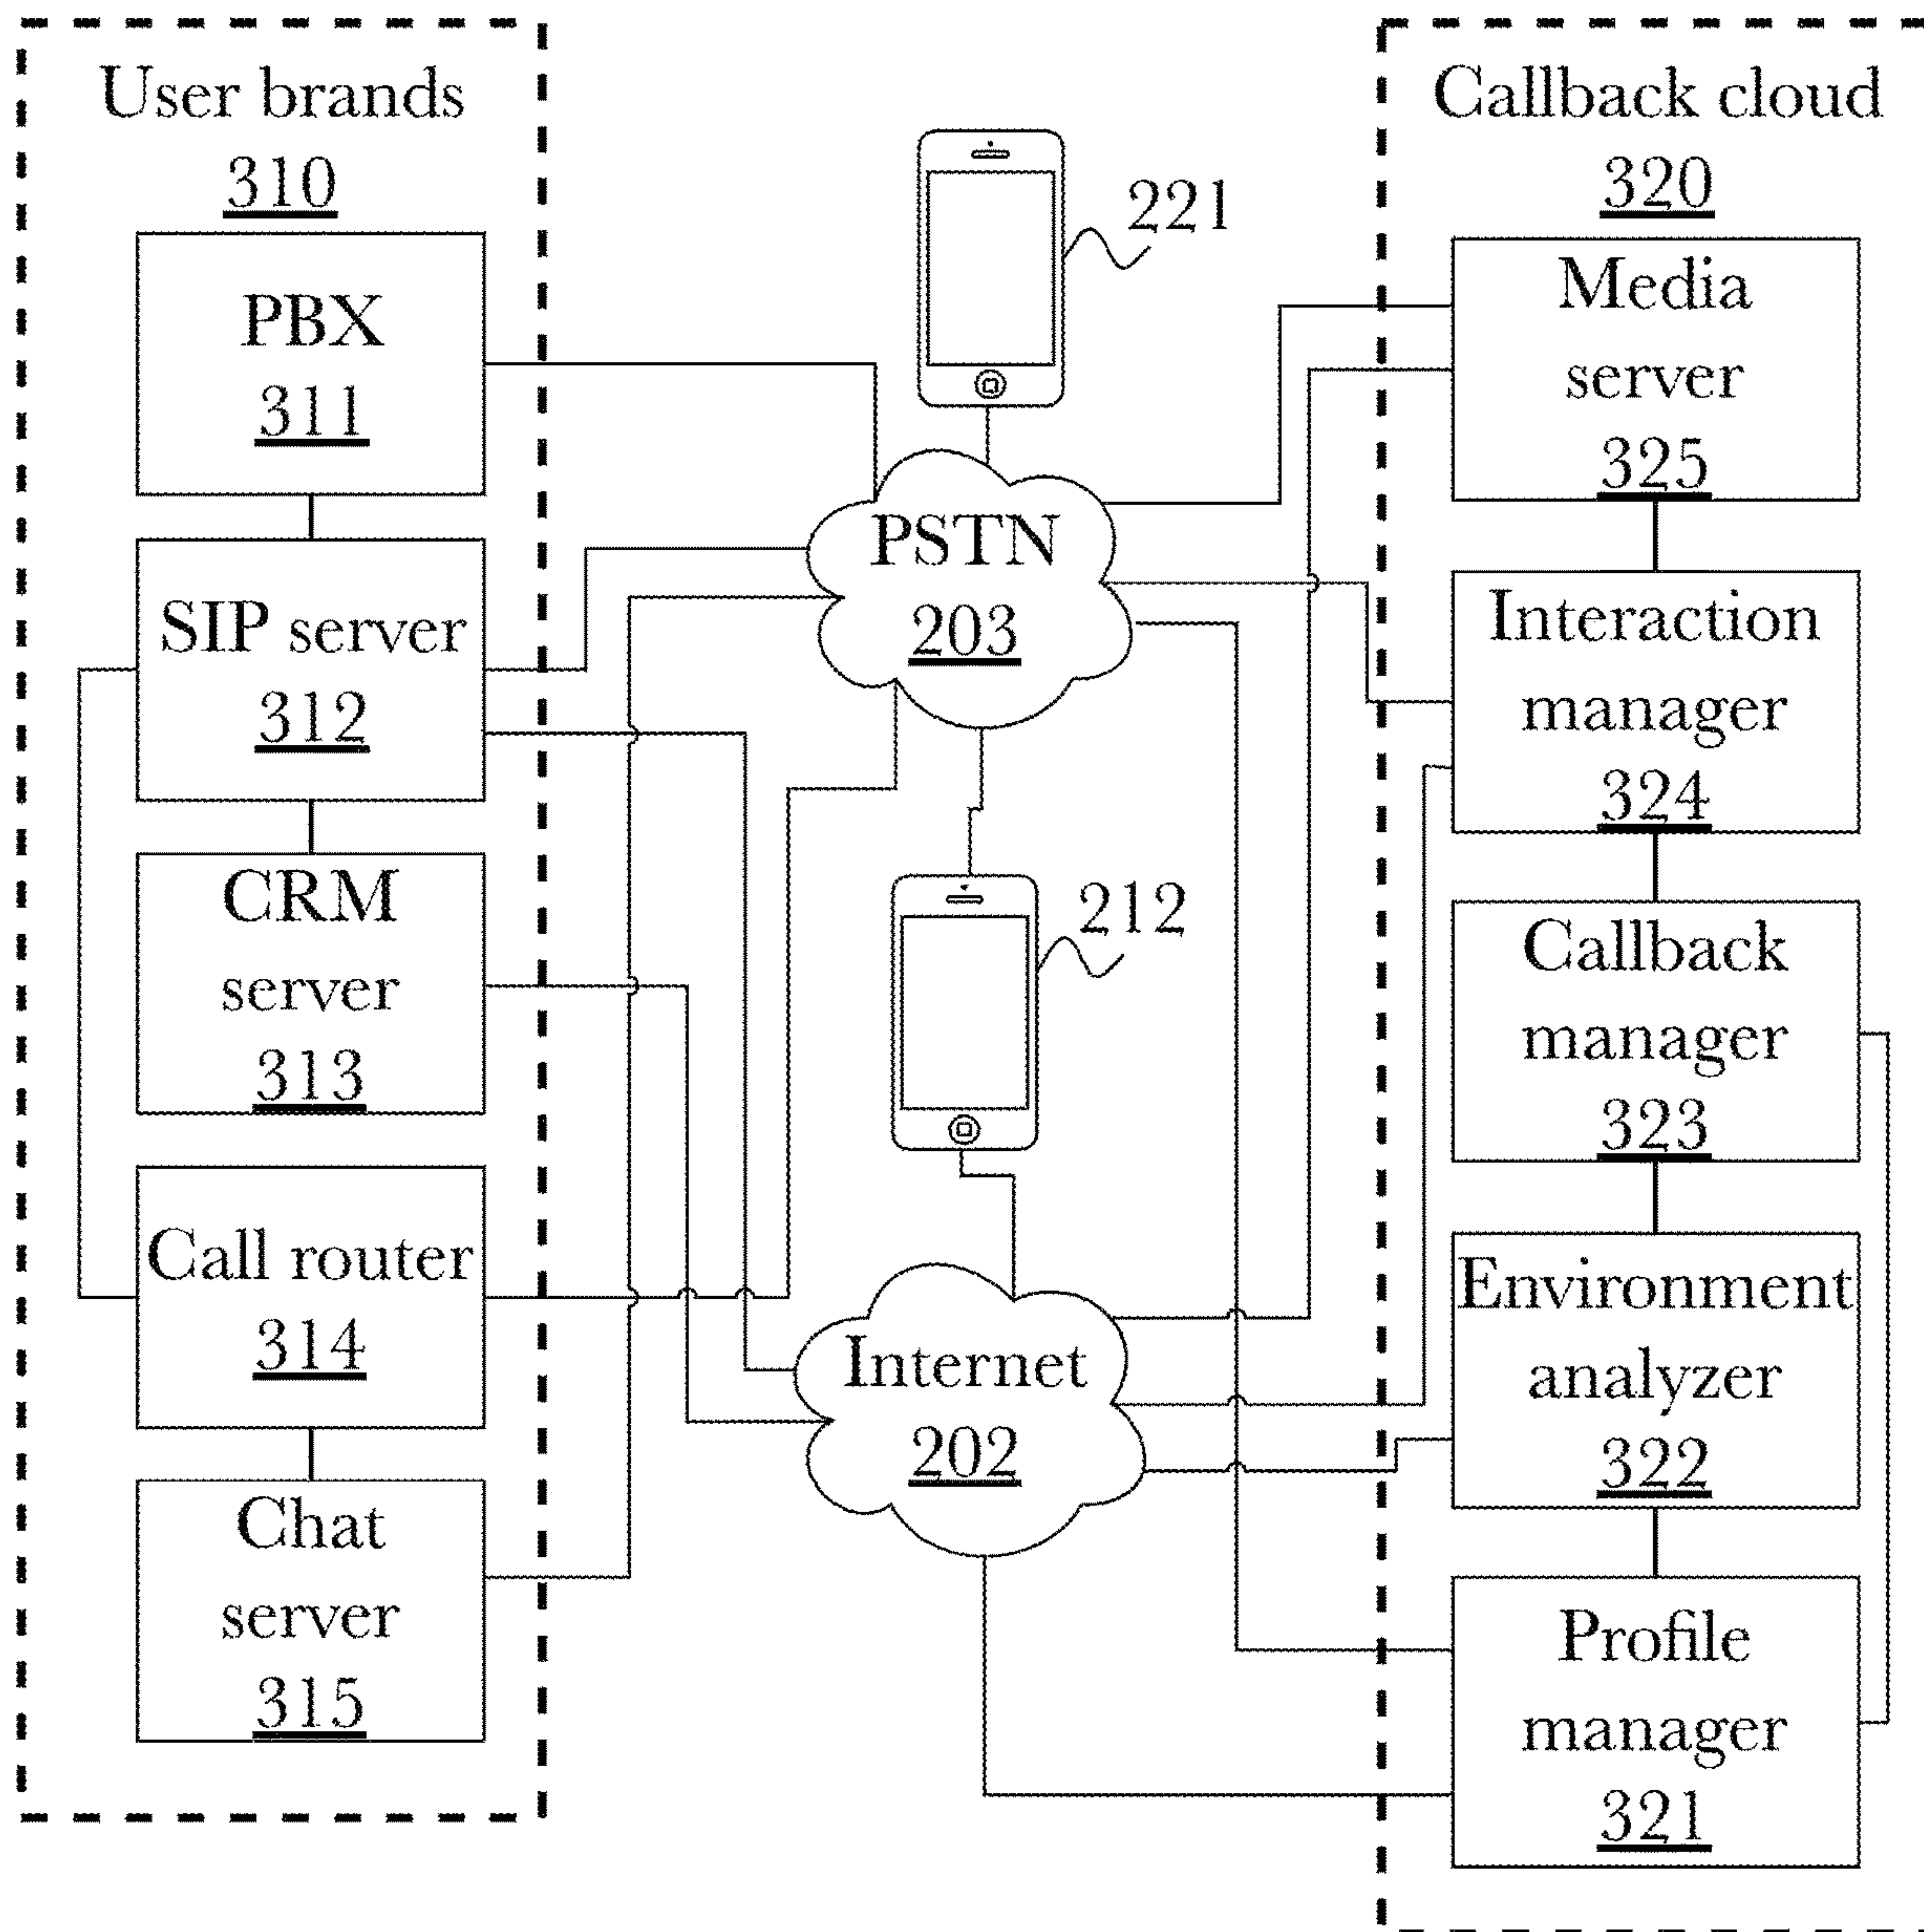 User brands
310
PBX
311
SIP server
312
CRM
server
313
Call router
314
Chat
server
315
221
PSTN
203
212
Internet
202
Callback cloud
320
Media
server
325
Interaction
manager
324
Callback
manager
323
Environment
analyzer
322
Profile
manager
321